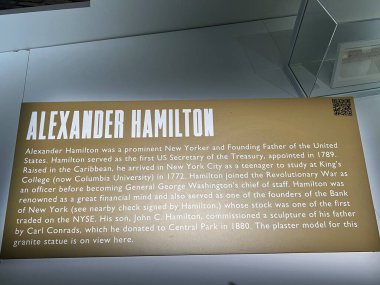 ALEXANDER HAMILTON
Alexander Hamilton was a prominent New Yorker and Founding Father of the United
States. Hamilton served as the first US Secretary of the Treasury, appointed in 1789.
Raised in the Caribbean, he arrived in New York City as a teenager to study at King's
College (now Columbia University) in 1772. Hamilton joined the Revolutionary War as
an officer before becoming General George Washington's chief of staff. Hamilton was
renowned as a great financial mind and also served as one of the founders of the Bank
of New York (see nearby check signed by Hamilton,) whose stock was one of the first
traded on the NYSE. His son, John C. Hamilton, commissioned a sculpture of his father
by Carl Conrads, which he donated to Central Park in 1880. The plaster model for this
granite statue is on view here.